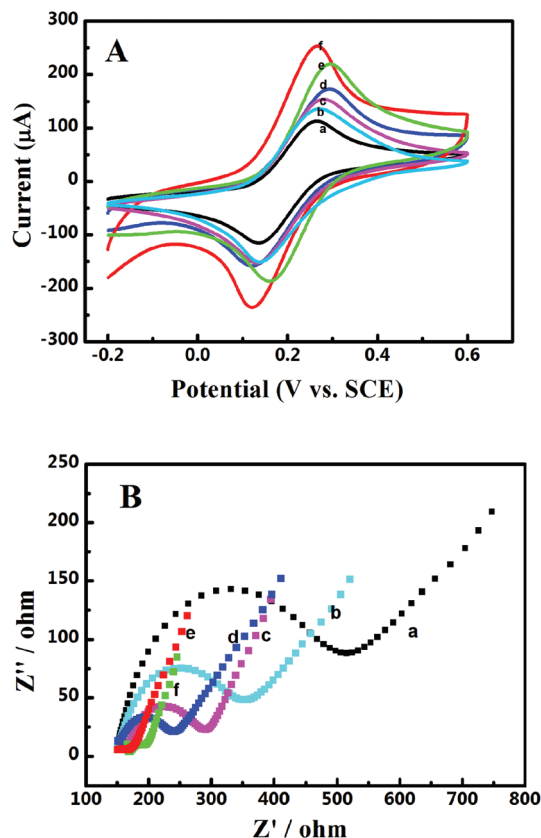 A
300
200
100
0
-100
-200
-300
Current (μA)
f
e
d
c
b
a
-0.2 0.0 0.2 0.4 0.6
Potential (V vs. SCE)
B
250
200
150
100
50
0
Z'' / ohm
e
f
d
c
b
a
100 200 300 400 500 600 700 800
Z' / ohm